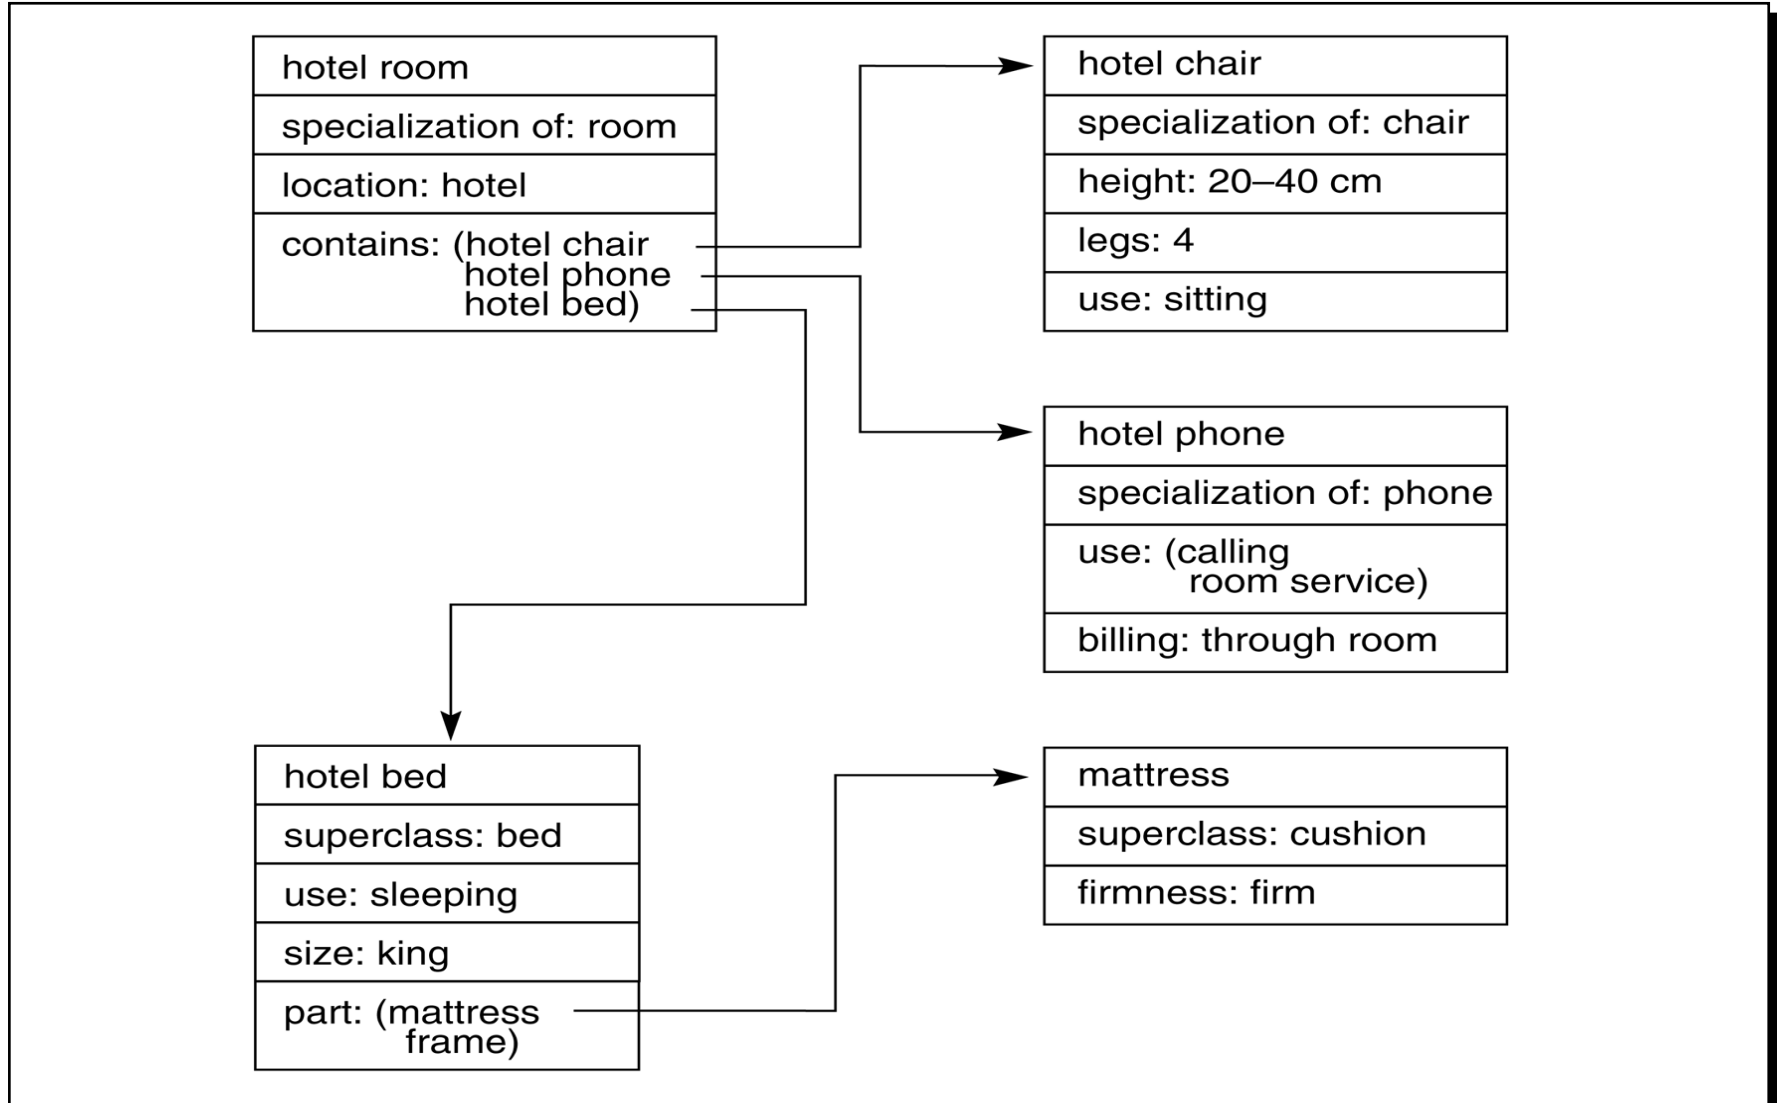 hotel room
specialization of: room
location: hotel
contains: (hotel chair
hotel phone
hotel bed)
hotel chair
specialization of: chair
height: 20–40 cm
legs: 4
use: sitting
hotel phone
specialization of: phone
use: (calling
room service)
billing: through room
hotel bed
superclass: bed
use: sleeping
size: king
part: (mattress
frame)
mattress
superclass: cushion
firmness: firm